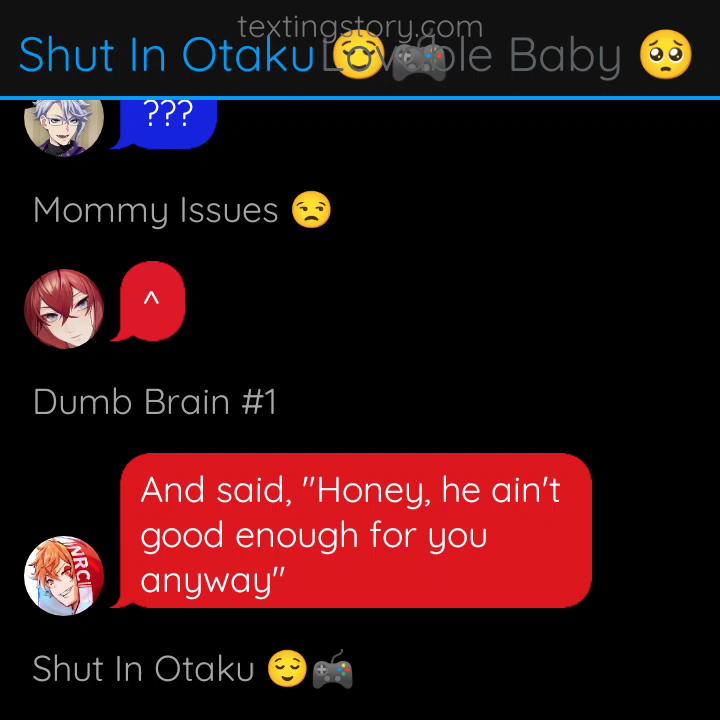 textingstory.com
Shut In Otaku 😌🎮
Lovable Baby 🥺
???
Mommy Issues 😒
^
Dumb Brain #1
And said, "Honey, he ain't
good enough for you
anyway"
NRC
Shut In Otaku 😌🎮